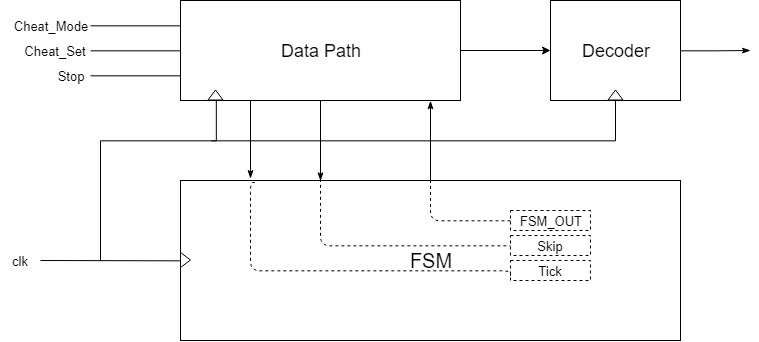 Cheat_Mode
Cheat_Set
Stop
Data Path
Decoder
FSM_OUT
Skip
FSM
Tick
clk